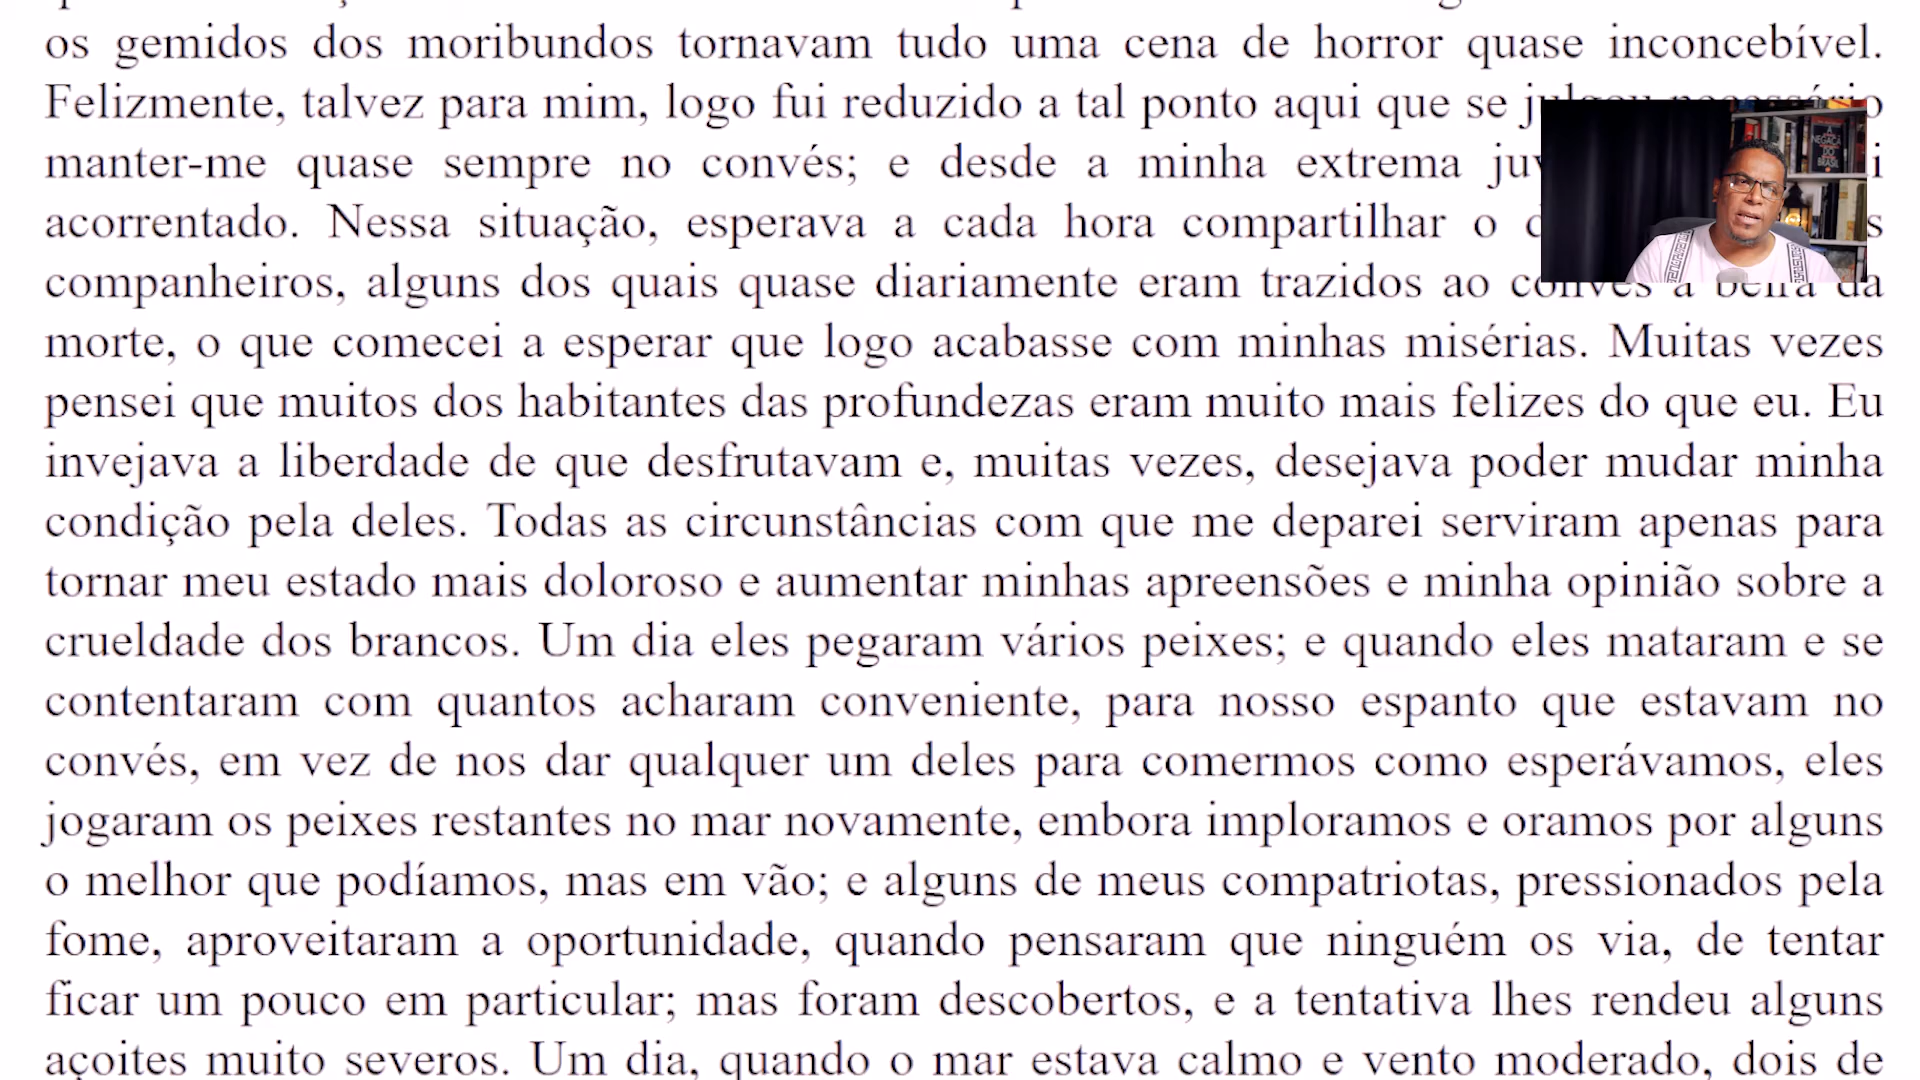 os gemidos dos moribundos tornavam tudo uma cena de horror quase inconcebível.
Felizmente, talvez para mim, logo fui reduzido a tal ponto aqui que se
manter-me quase sempre no convés; e desde a minha extrema
acorrentado. Nessa situação, esperava a cada hora compartilhar o
companheiros, alguns dos quais quase diariamente eram trazidos ao convés à beira da
morte, o que comecei a esperar que logo acabasse com minhas misérias. Muitas vezes
pensei que muitos dos habitantes das profundezas eram muito mais felizes do que eu. Eu
invejava a liberdade de que desfrutavam e, muitas vezes, desejava poder mudar minha
condição pela deles. Todas as circunstâncias com que me deparei serviram apenas para
tornar meu estado mais doloroso e aumentar minhas apreensões e minha opinião sobre a
crueldade dos brancos. Um dia eles pegaram vários peixes; e quando eles mataram e se
contentaram com quantos acharam conveniente, para nosso espanto que estavam no
convés, em vez de nos dar qualquer um deles para comermos como esperávamos, eles
jogaram os peixes restantes no mar novamente, embora imploramos e oramos por alguns
o melhor que podíamos, mas em vão; e alguns de meus compatriotas, pressionados pela
fome, aproveitaram a oportunidade, quando pensaram que ninguém os via, de tentar
ficar um pouco em particular; mas foram descobertos, e a tentativa lhes rendeu alguns
açoites muito severos. Um dia, quando o mar estava calmo e vento moderado, dois de
A
NEGAÇÃ
DO
BRASIL